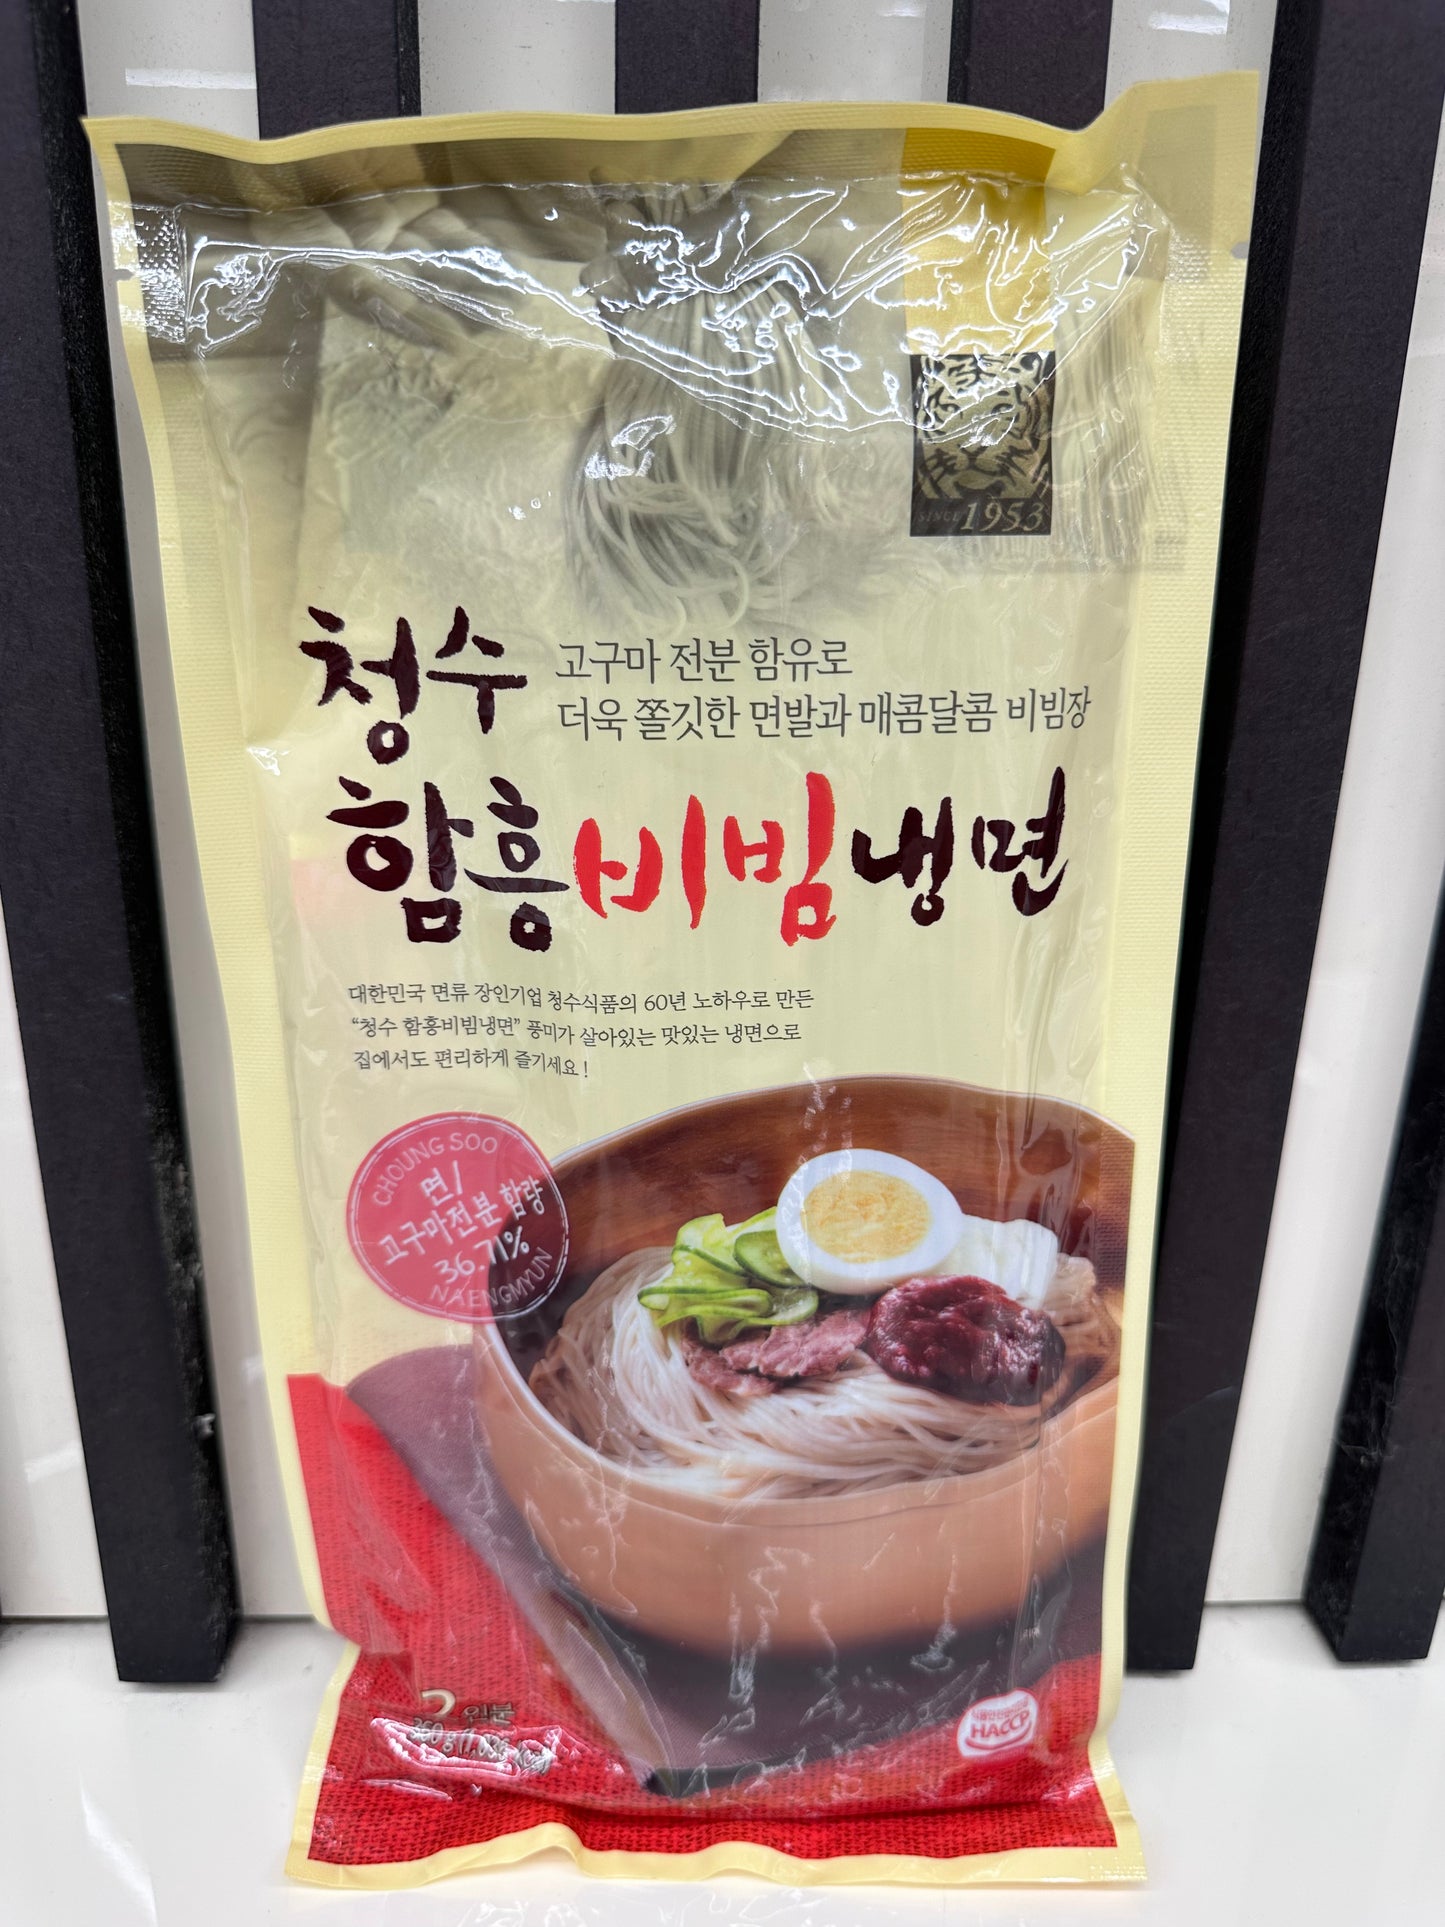 SINCE 1953
청수
고구마 전분 함유로
더욱 쫄깃한 면발과 매콤달콤 비빔장
함흥비빔냉면
대한민국 면류 장인기업 청수식품의 60년 노하우로 만든
“청수 함흥비빔냉면” 풍미가 살아있는 맛있는 냉면으로
집에서도 편리하게 즐기세요!
CHOUNG SOO
면/
고구마전분 함량
36.71%
NAENGMYUN
2인분
360g
HACCP